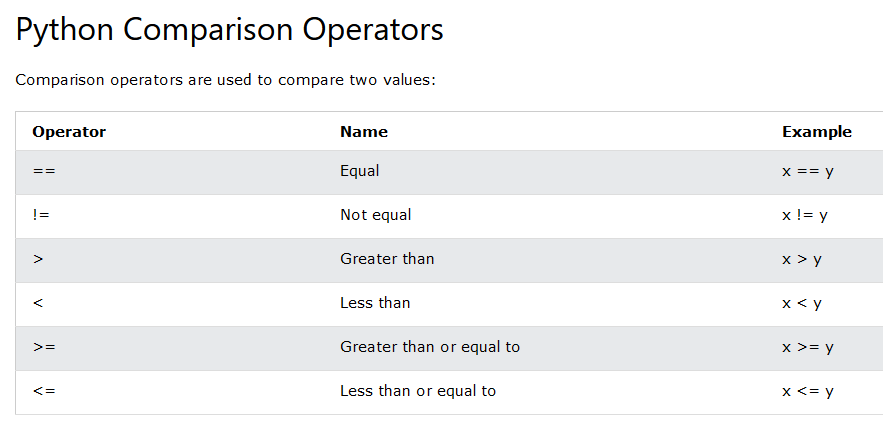 Python Comparison Operators
Comparison operators are used to compare two values:
Operator Name Example
== Equal x == y
!= Not equal x != y
> Greater than x > y
< Less than x < y
>= Greater than or equal to x >= y
<= Less than or equal to x <= y